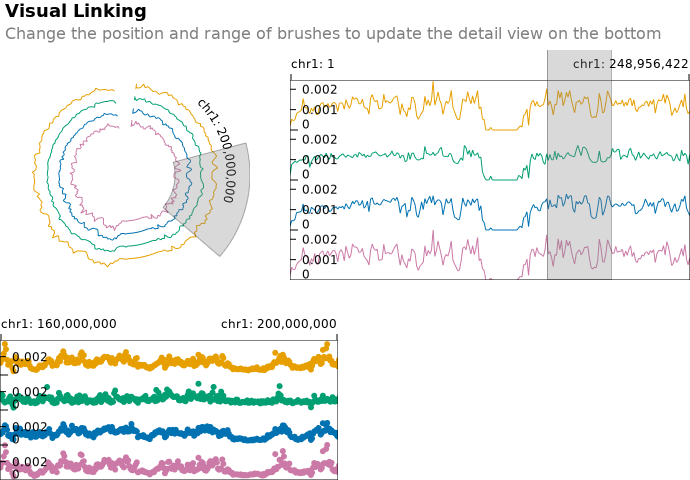 Visual Linking
Change the position and range of brushes to update the detail view on the bottom
chr1: 200,000,000
chr1: 1
chr1: 248,956,422
0.002
0.001
0
0.002
0.001
0
0.002
0.001
0
0.002
0.001
0
chr1: 160,000,000
chr1: 200,000,000
0.002
0
0.002
0
0.002
0
0.002
0